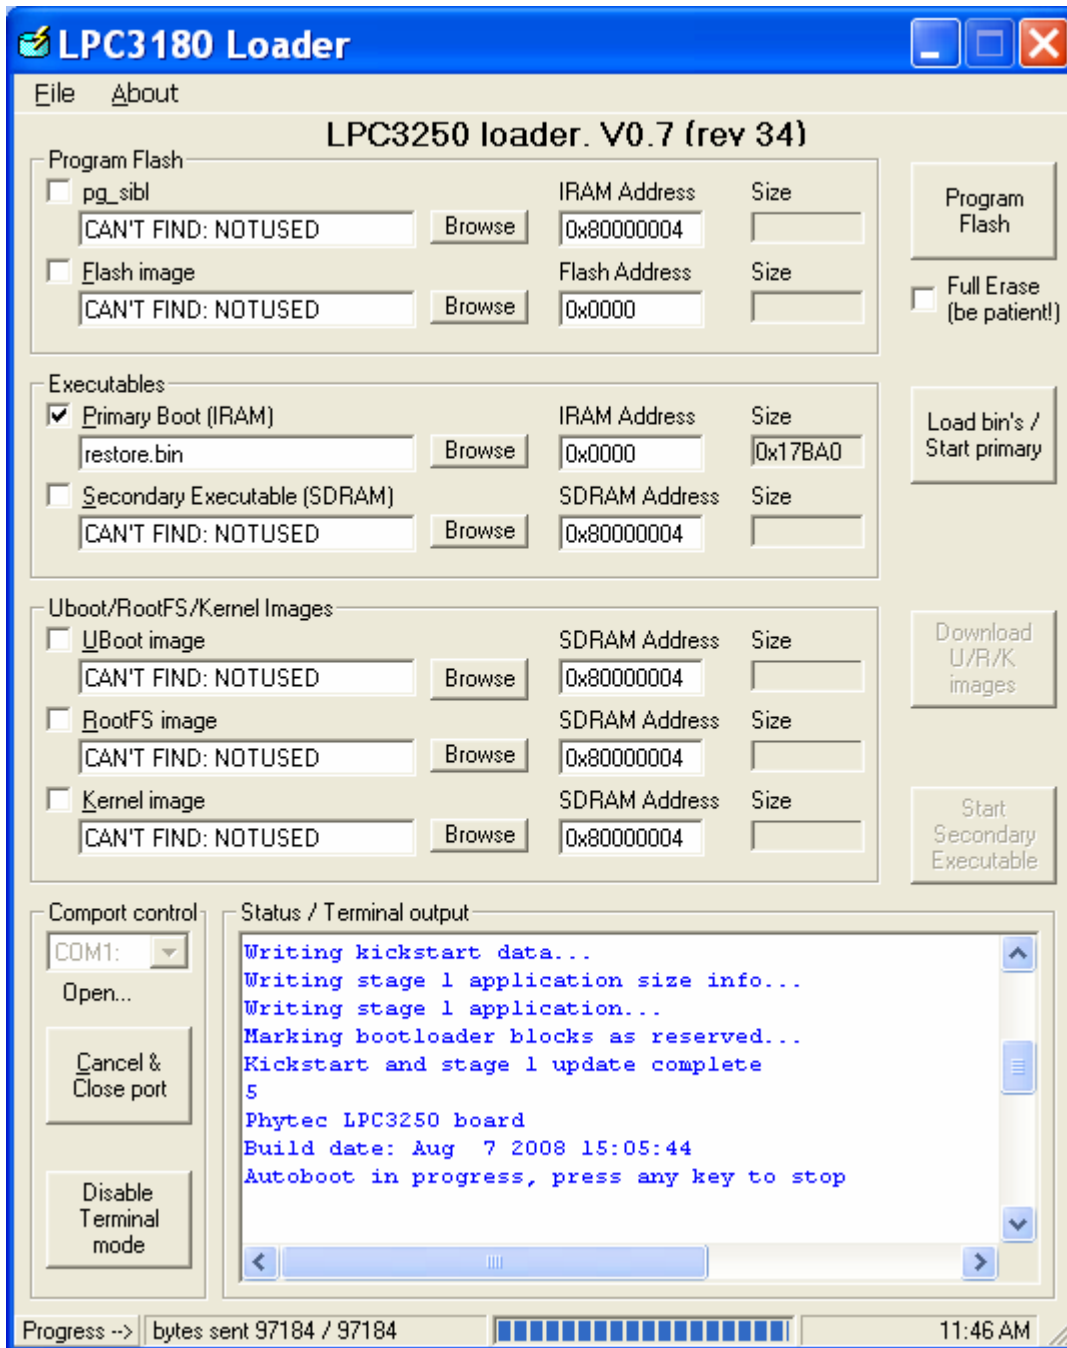 LPC3180 Loader
File About
LPC3250 loader. V0.7 (rev 34)
Program Flash
pg_sibl IRAM Address Size
CAN'T FIND: NOTUSED Browse 0x80000004
Flash image Flash Address Size
CAN'T FIND: NOTUSED Browse 0x0000
Program
Flash
Full Erase
(be patient!)
Executables
Primary Boot (IRAM) IRAM Address Size
restore.bin Browse 0x0000 0x17BA0
Secondary Executable (SDRAM) SDRAM Address Size
CAN'T FIND: NOTUSED Browse 0x80000004
Load bin's /
Start primary
Uboot/RootFS/Kernel Images
UBoot image SDRAM Address Size
CAN'T FIND: NOTUSED Browse 0x80000004
RootFS image SDRAM Address Size
CAN'T FIND: NOTUSED Browse 0x80000004
Kernel image SDRAM Address Size
CAN'T FIND: NOTUSED Browse 0x80000004
Download
U/R/K
images
Start
Secondary
Executable
Comport control
COM1:
Open...
Cancel &
Close port
Disable
Terminal
mode
Status / Terminal output
Writing kickstart data...
Writing stage 1 application size info...
Writing stage 1 application...
Marking bootloader blocks as reserved...
Kickstart and stage 1 update complete
5
Phytec LPC3250 board
Build date: Aug  7 2008 15:05:44
Autoboot in progress, press any key to stop
Progress --> bytes sent 97184 / 97184 11:46 AM